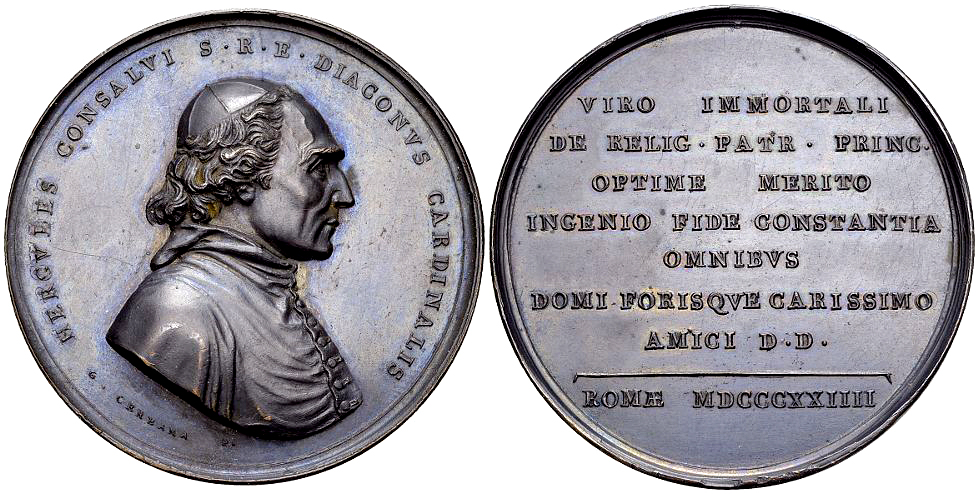 HERCVLES CONSALVI S·R·E·DIACONVS CARDINALIS
G. CERBARA F.
VIRO IMMORTALI
DE RELIG·PATR·PRINC.
OPTIME MERITO
INGENIO FIDE CONSTANTIA
OMNIBVS
DOMI FORISQVE CARISSIMO
AMICI D·D·
ROMÆ MDCCCXXIIII